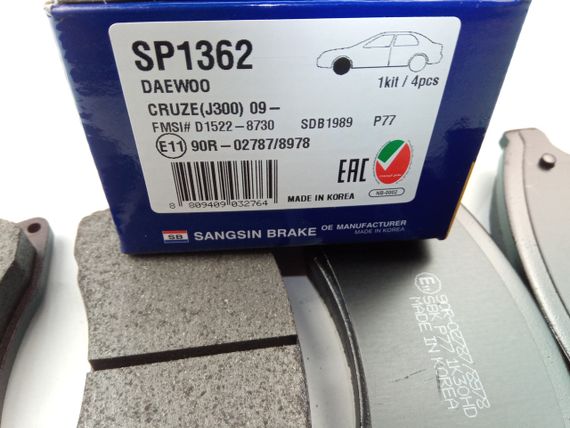 SP1362
DAEWOO
1kit / 4pcs
CRUZE(J300) 09-
FMSI# D1522-8730 SDB1989 P77
E11 90R-02787/8978
EAC
8 809409 032764
MADE IN KOREA
NB-0002
SB SANGSIN BRAKE OE MANUFACTURER
MADE IN KOREA
E11 90R-02787/8978
SBK P77 1K30HD
MADE IN KOREA